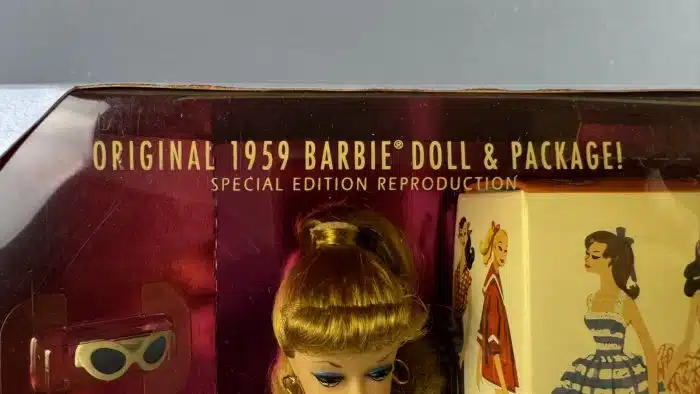 ORIGINAL 1959 BARBIE® DOLL & PACKAGE!
SPECIAL EDITION REPRODUCTION